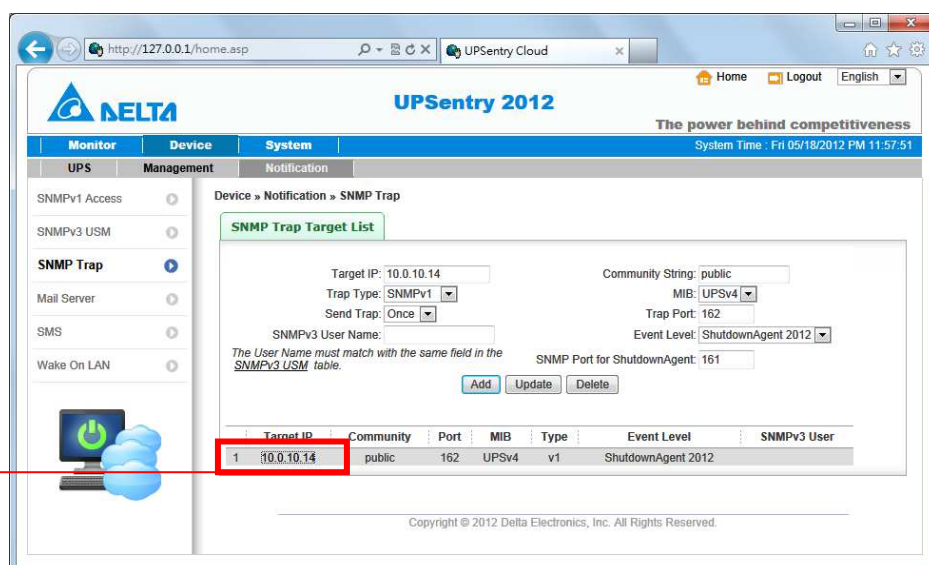 http://127.0.0.1/home.asp
UPSentry Cloud
Home Logout English
DELTA
UPSentry 2012
The power behind competitiveness
Monitor Device System
System Time : Fri 05/18/2012 PM 11:57:51
UPS Management Notification
SNMPv1 Access
SNMPv3 USM
SNMP Trap
Mail Server
SMS
Wake On LAN
Device » Notification » SNMP Trap
SNMP Trap Target List
Target IP: 10.0.10.14 Community String: public
Trap Type: SNMPv1 MIB: UPSv4
Send Trap: Once Trap Port: 162
SNMPv3 User Name: Event Level: ShutdownAgent 2012
The User Name must match with the same field in the
SNMPv3 USM table.
SNMP Port for ShutdownAgent: 161
Add Update Delete
Target IP Community Port MIB Type Event Level SNMPv3 User
1 10.0.10.14 public 162 UPSv4 v1 ShutdownAgent 2012
Copyright © 2012 Delta Electronics, Inc. All Rights Reserved.